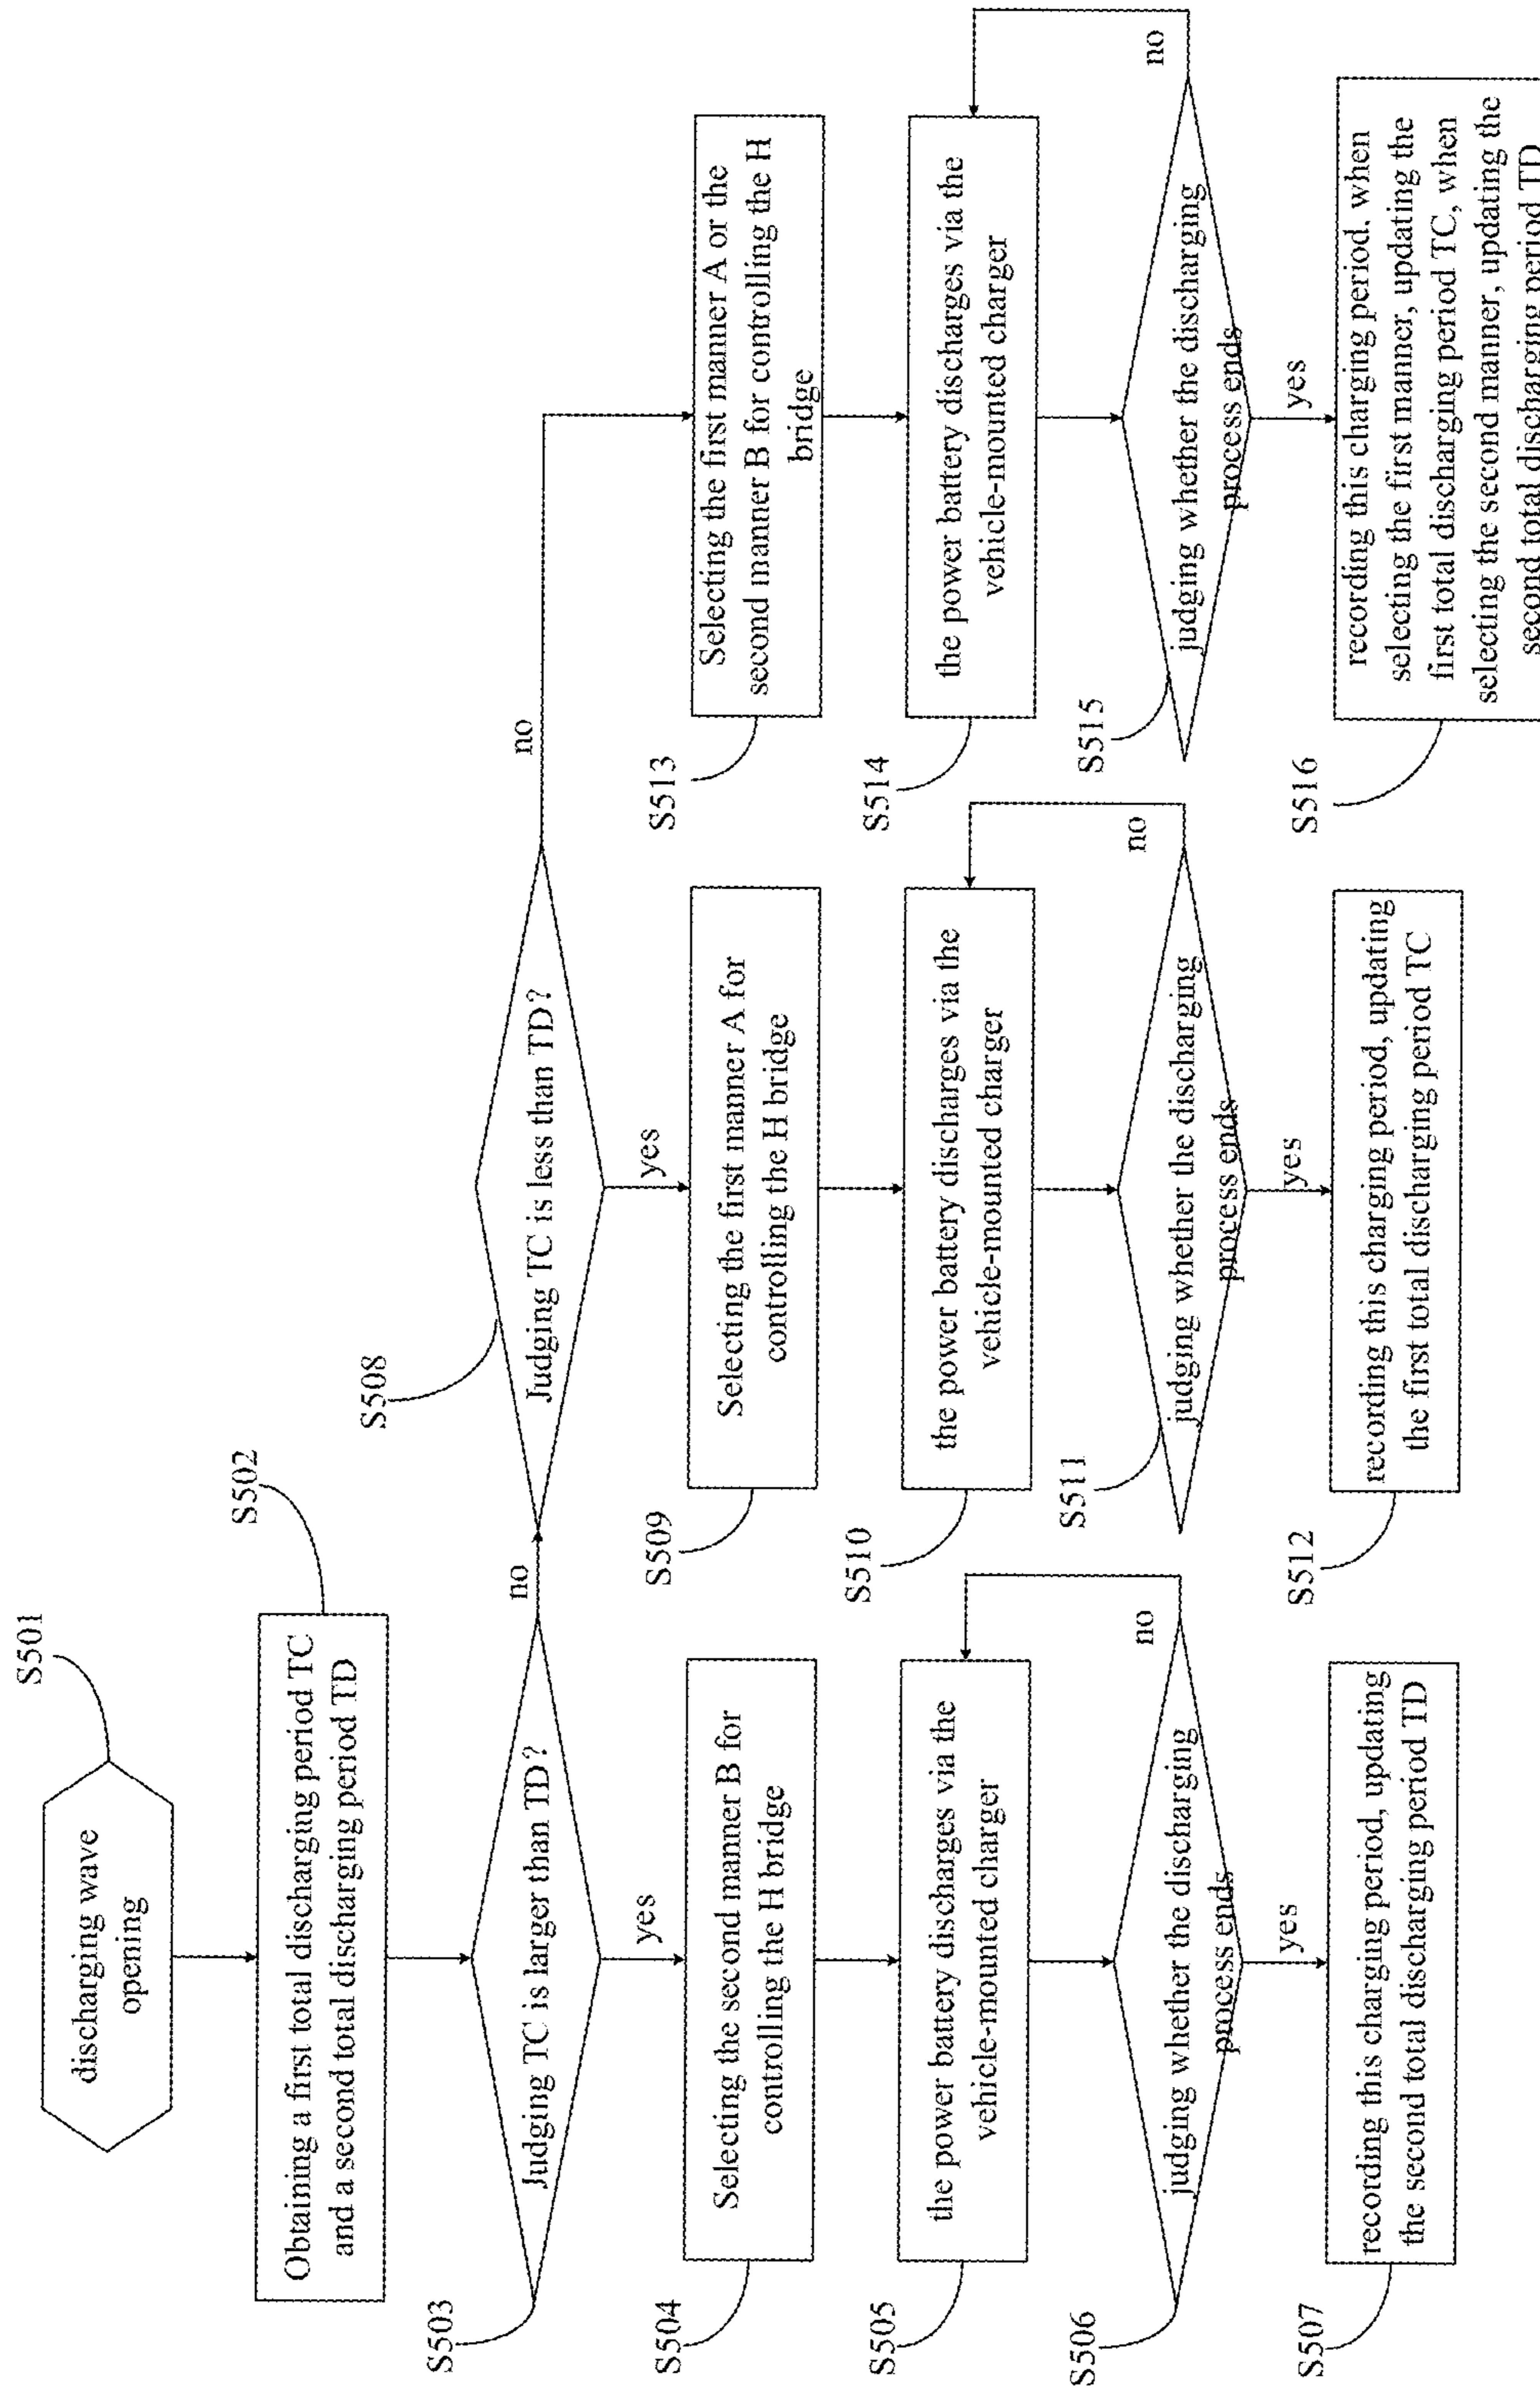 S501
discharging wave
opening
S502
Obtaining a first total discharging period TC
and a second total discharging period TD
S503
Judging TC is larger than TD?
no
yes
S504
Selecting the second manner B for
controlling the H bridge
S505
the power battery discharges via the
vehicle-mounted charger
S506
judging whether the discharging
process ends
no
yes
S507
recording this charging period, updating
the second total discharging period TD
S508
Judging TC is less than TD?
no
yes
S509
Selecting the first manner A for
controlling the H bridge
S510
the power battery discharges via the
vehicle-mounted charger
S511
judging whether the discharging
process ends
no
yes
S512
recording this charging period, updating
the first total discharging period TC
S513
Selecting the first manner A or the
second manner B for controlling the H
bridge
S514
the power battery discharges via the
vehicle-mounted charger
S515
judging whether the discharging
process ends
no
yes
S516
recording this charging period, when
selecting the first manner, updating the
first total discharging period TC, when
selecting the second manner, updating the
second total discharging period TD